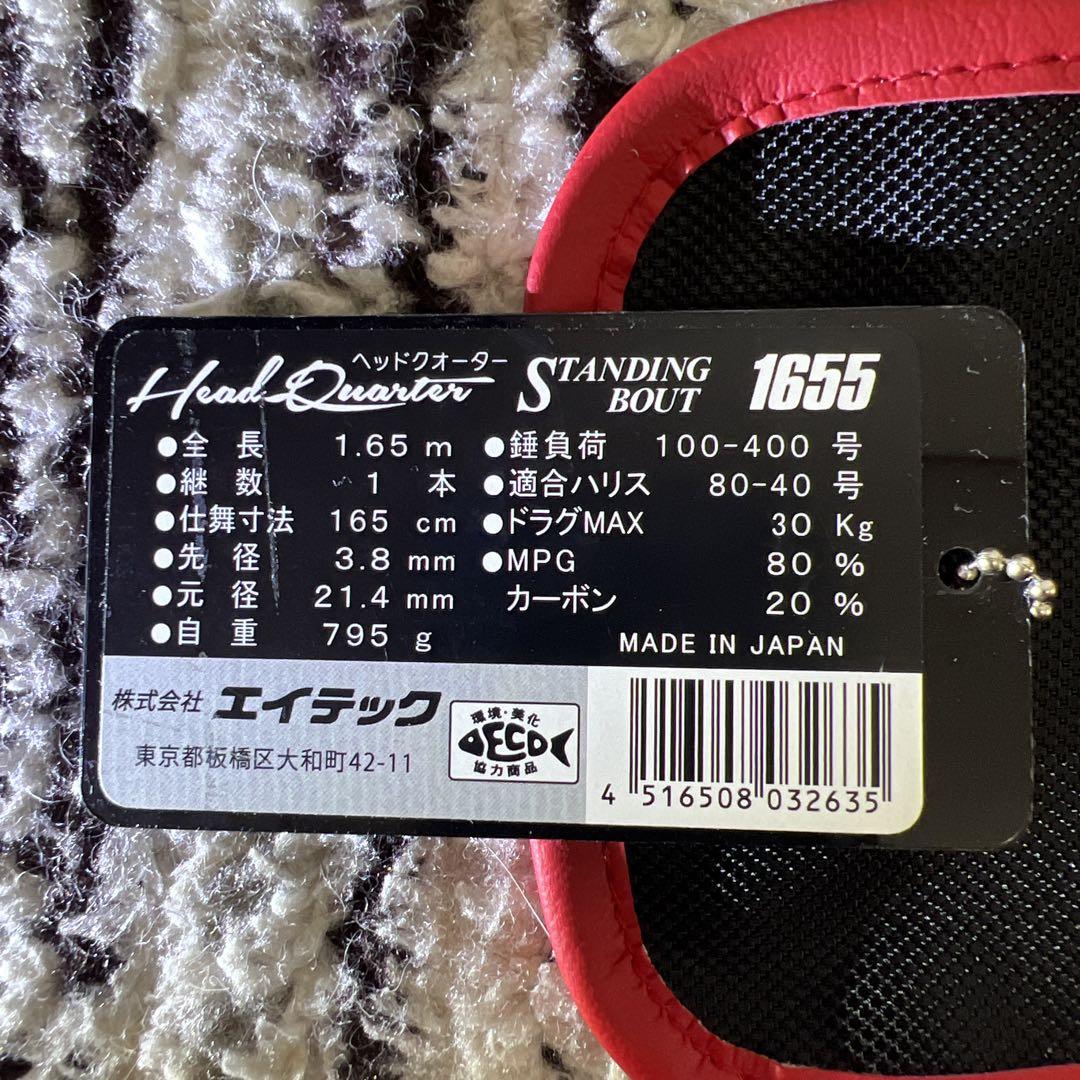 ヘッドクオーター
Head Quarter STANDING BOUT 1655
●全長 1.65 m
●継数 1 本
●仕舞寸法 165 cm
●先径 3.8 mm
●元径 21.4 mm
●自重 795 g
●錘負荷 100-400 号
●適合ハリス 80-40 号
●ドラグMAX 30 Kg
●MPG 80 %
カーボン 20 %
MADE IN JAPAN
株式会社 エイテック
東京都板橋区大和町42-11
環境・美化
ECO
協力商品
4 516508 032635